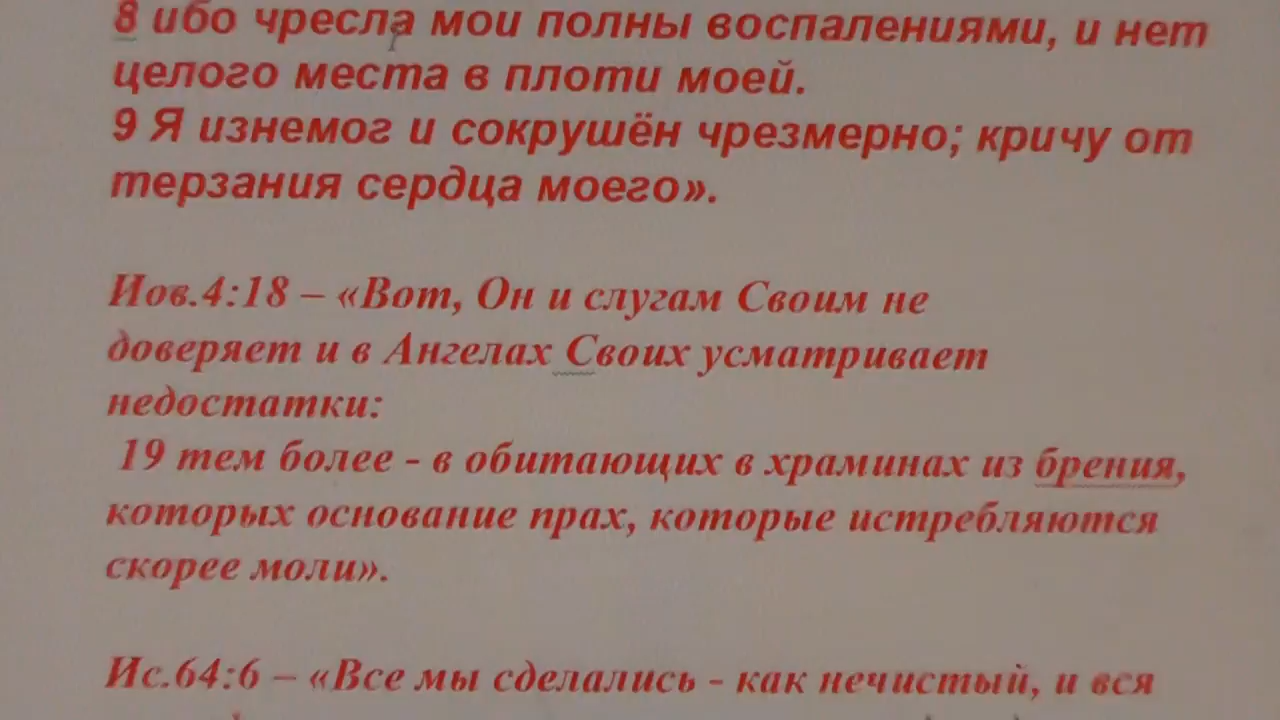 8 ибо чресла мои полны воспалениями, и нет
целого места в плоти моей.
9 Я изнемог и сокрушён чрезмерно; кричу от
терзания сердца моего».
Иов.4:18 – «Вот, Он и слугам Своим не
доверяет и в Ангелах Своих усматривает
недостатки:
19 тем более - в обитающих в храминах из брения,
которых основание прах, которые истребляются
скорее моли».
Ис.64:6 – «Все мы сделались - как нечистый, и вся